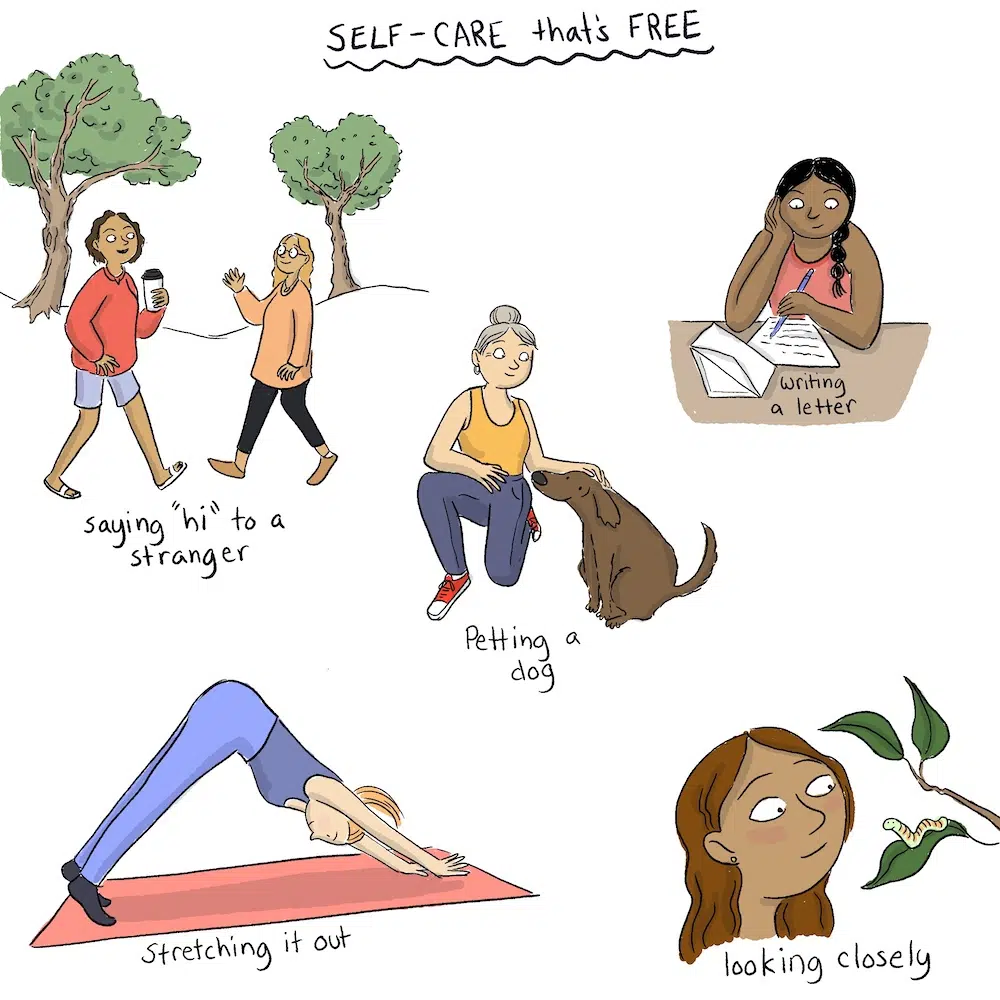 SELF-CARE that's FREE
saying "hi" to a
stranger
writing
a letter
Petting a
dog
Stretching it out
looking closely